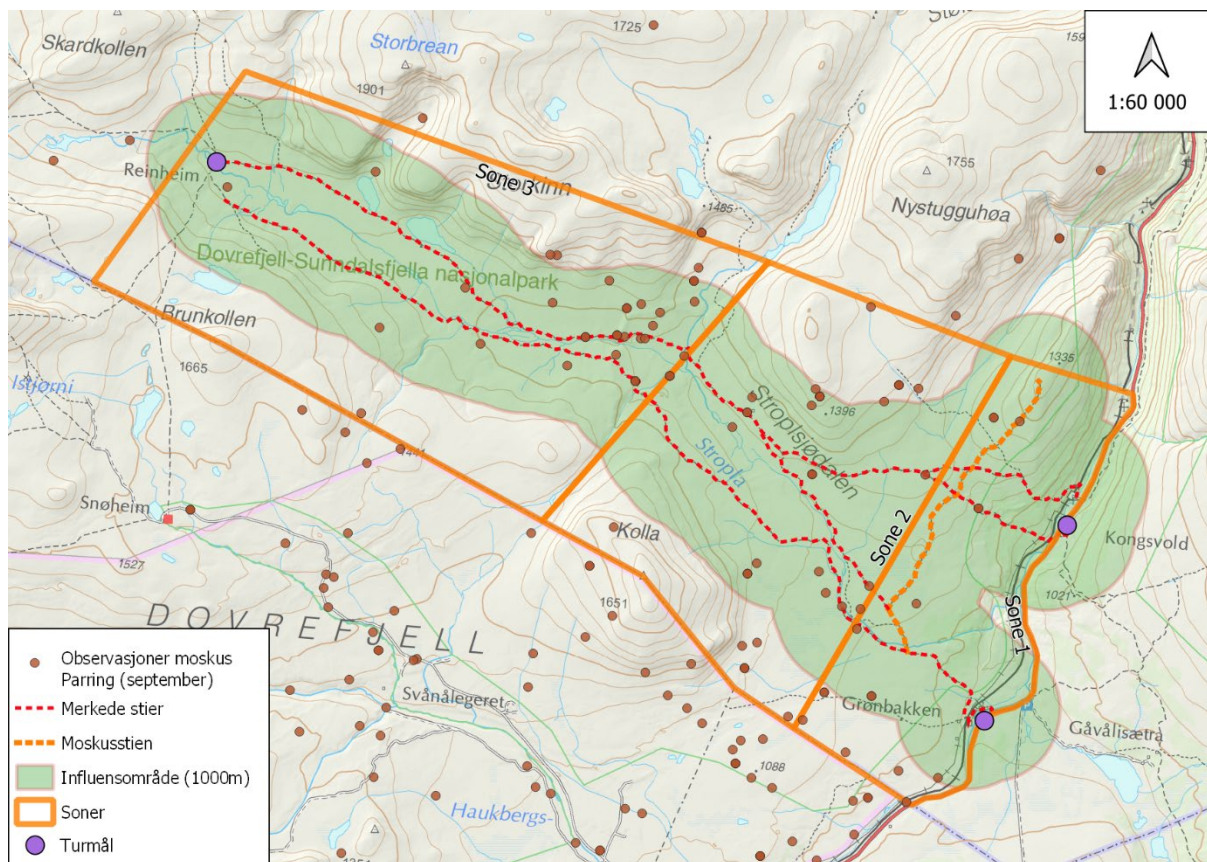 Skardkollen
Storbrean
1725
1901
1:60 000
Reinheim
Sone 3
1485
1755
Nystugguhøa
Dovrefjell-Sunndalsfjella nasjonalpark
Brunkollen
1665
1335
1396
Stroplsjødalen
Stropla
1441
Snøheim
1527
Kolla
1651
Sone 2
Kongsvold
1021
Sone 1
DOVREFJELL
Svånålegeret
Grønbakken
Gåvålisætra
1088
Haukbergs-
Observasjoner moskus
Parring (september)
Merkede stier
Moskusstien
Influensområde (1000m)
Soner
Turmål